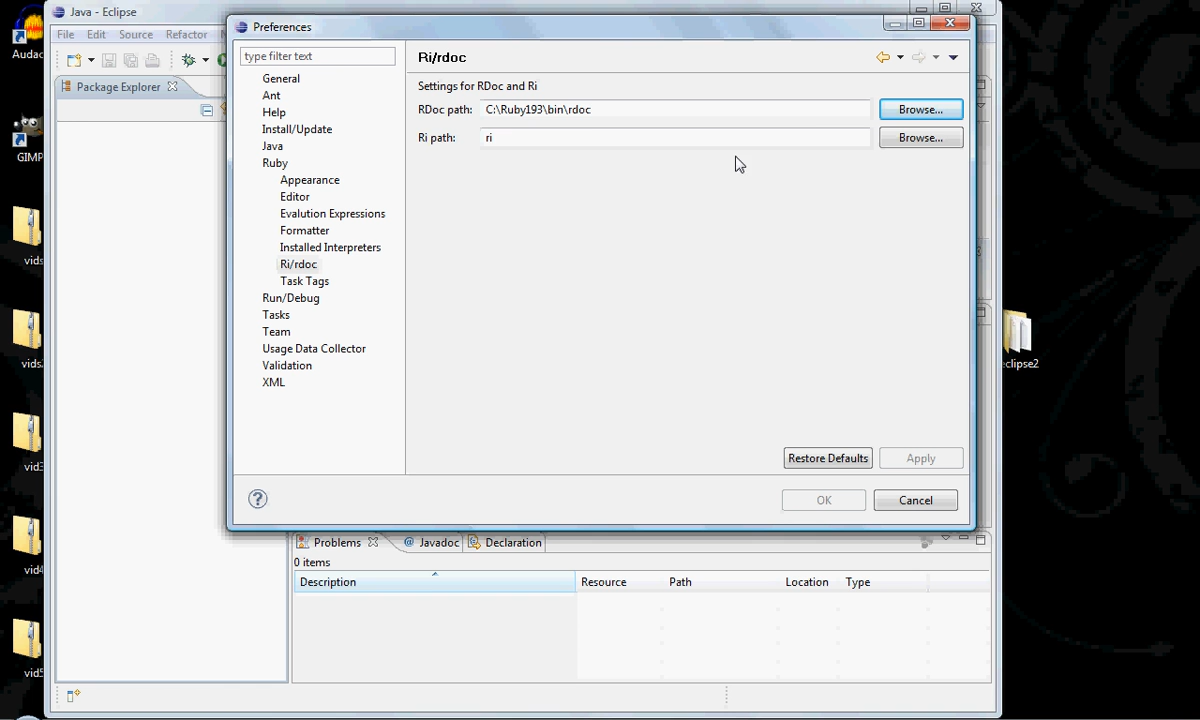 Java - Eclipse
File Edit Source Refactor
Package Explorer
Preferences
type filter text
General
Ant
Help
Install/Update
Java
Ruby
Appearance
Editor
Evalution Expressions
Formatter
Installed Interpreters
Ri/rdoc
Task Tags
Run/Debug
Tasks
Team
Usage Data Collector
Validation
XML
Ri/rdoc
Settings for RDoc and Ri
RDoc path: C:\Ruby193\bin\rdoc Browse...
Ri path: ri Browse...
Restore Defaults Apply
OK Cancel
Problems Javadoc Declaration
0 items
Description Resource Path Location Type
Audac
GIMP
vids
vids
vid3
vid4
vid5
eclipse2